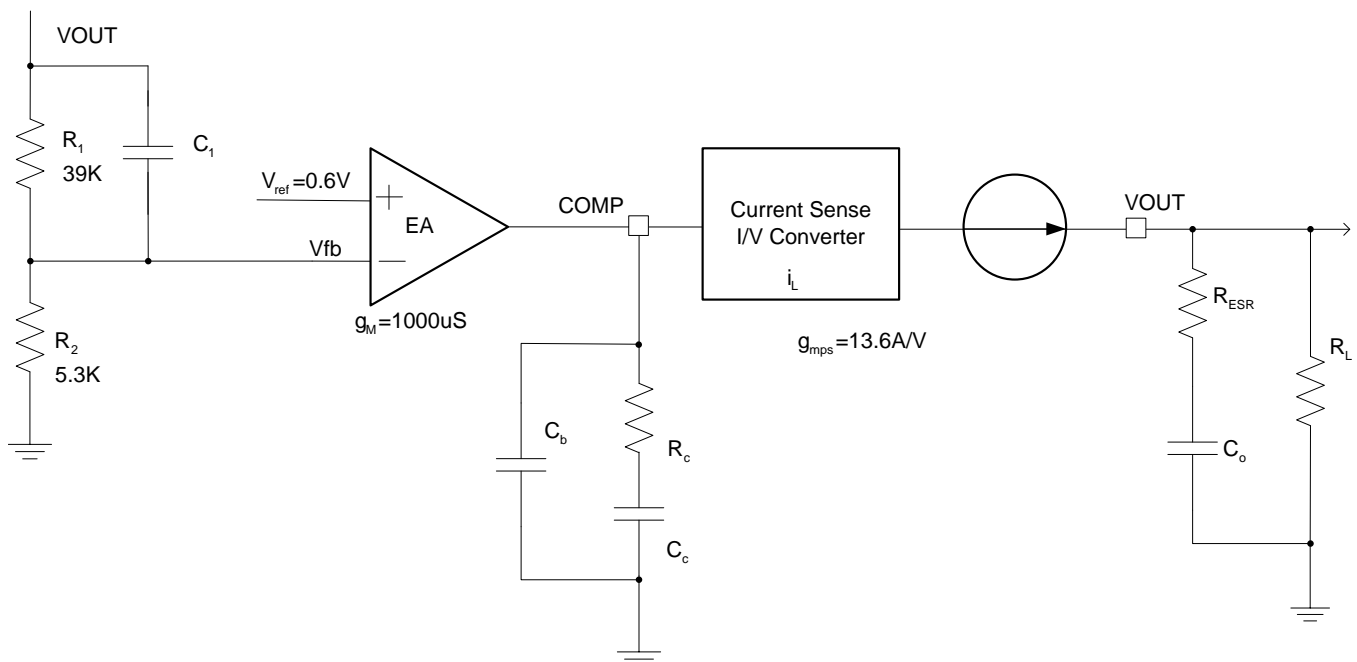 VOUT
R1
39K
C1
Vref=0.6V
EA
Vfb
gM=1000uS
R2
5.3K
COMP
Cb
Rc
Cc
Current Sense
I/V Converter
iL
gmps=13.6A/V
VOUT
RESR
Co
RL